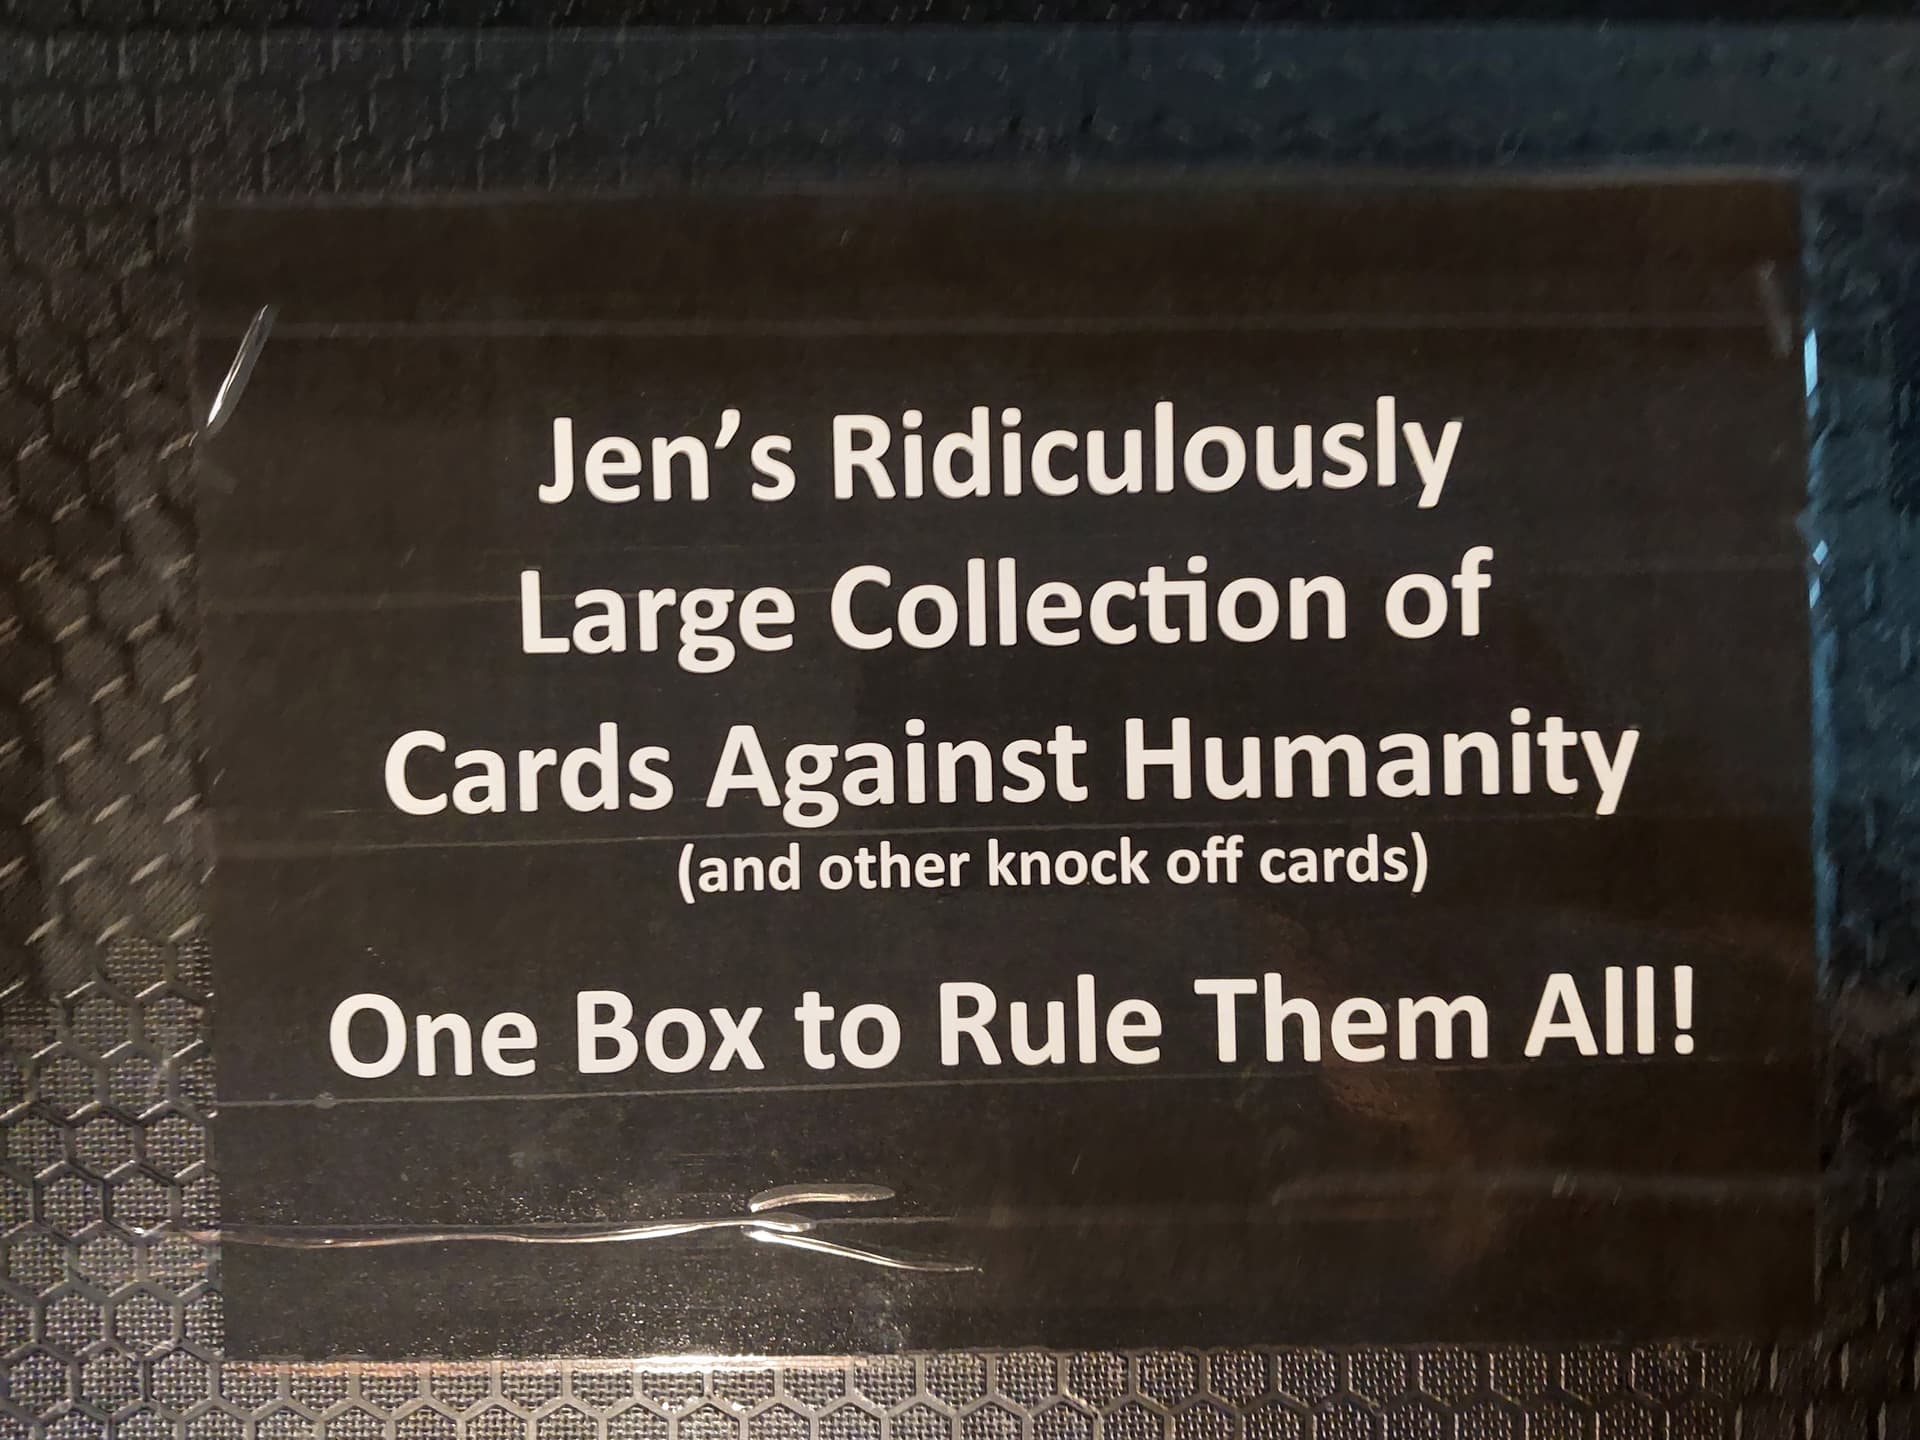 Jen’s Ridiculously
Large Collection of
Cards Against Humanity
(and other knock off cards)
One Box to Rule Them All!